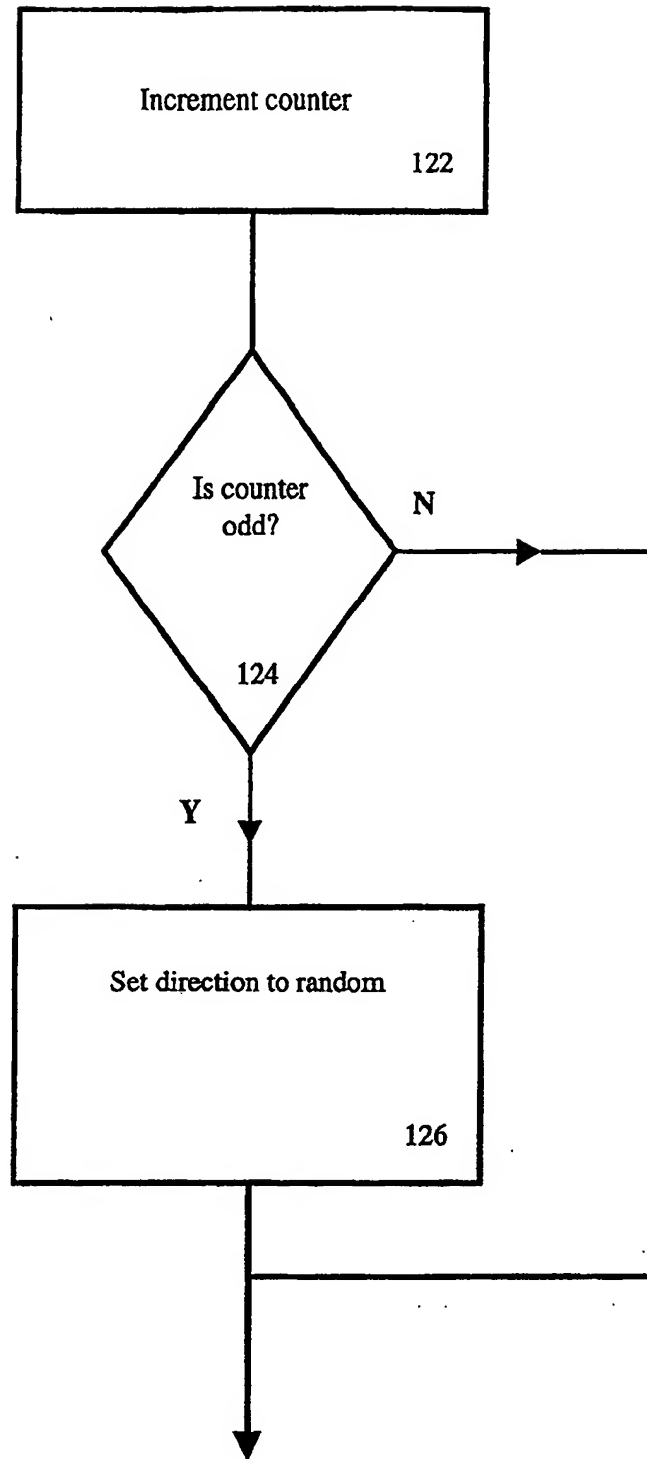 Increment counter
122
Is counter
odd?
N
124
Y
Set direction to random
126